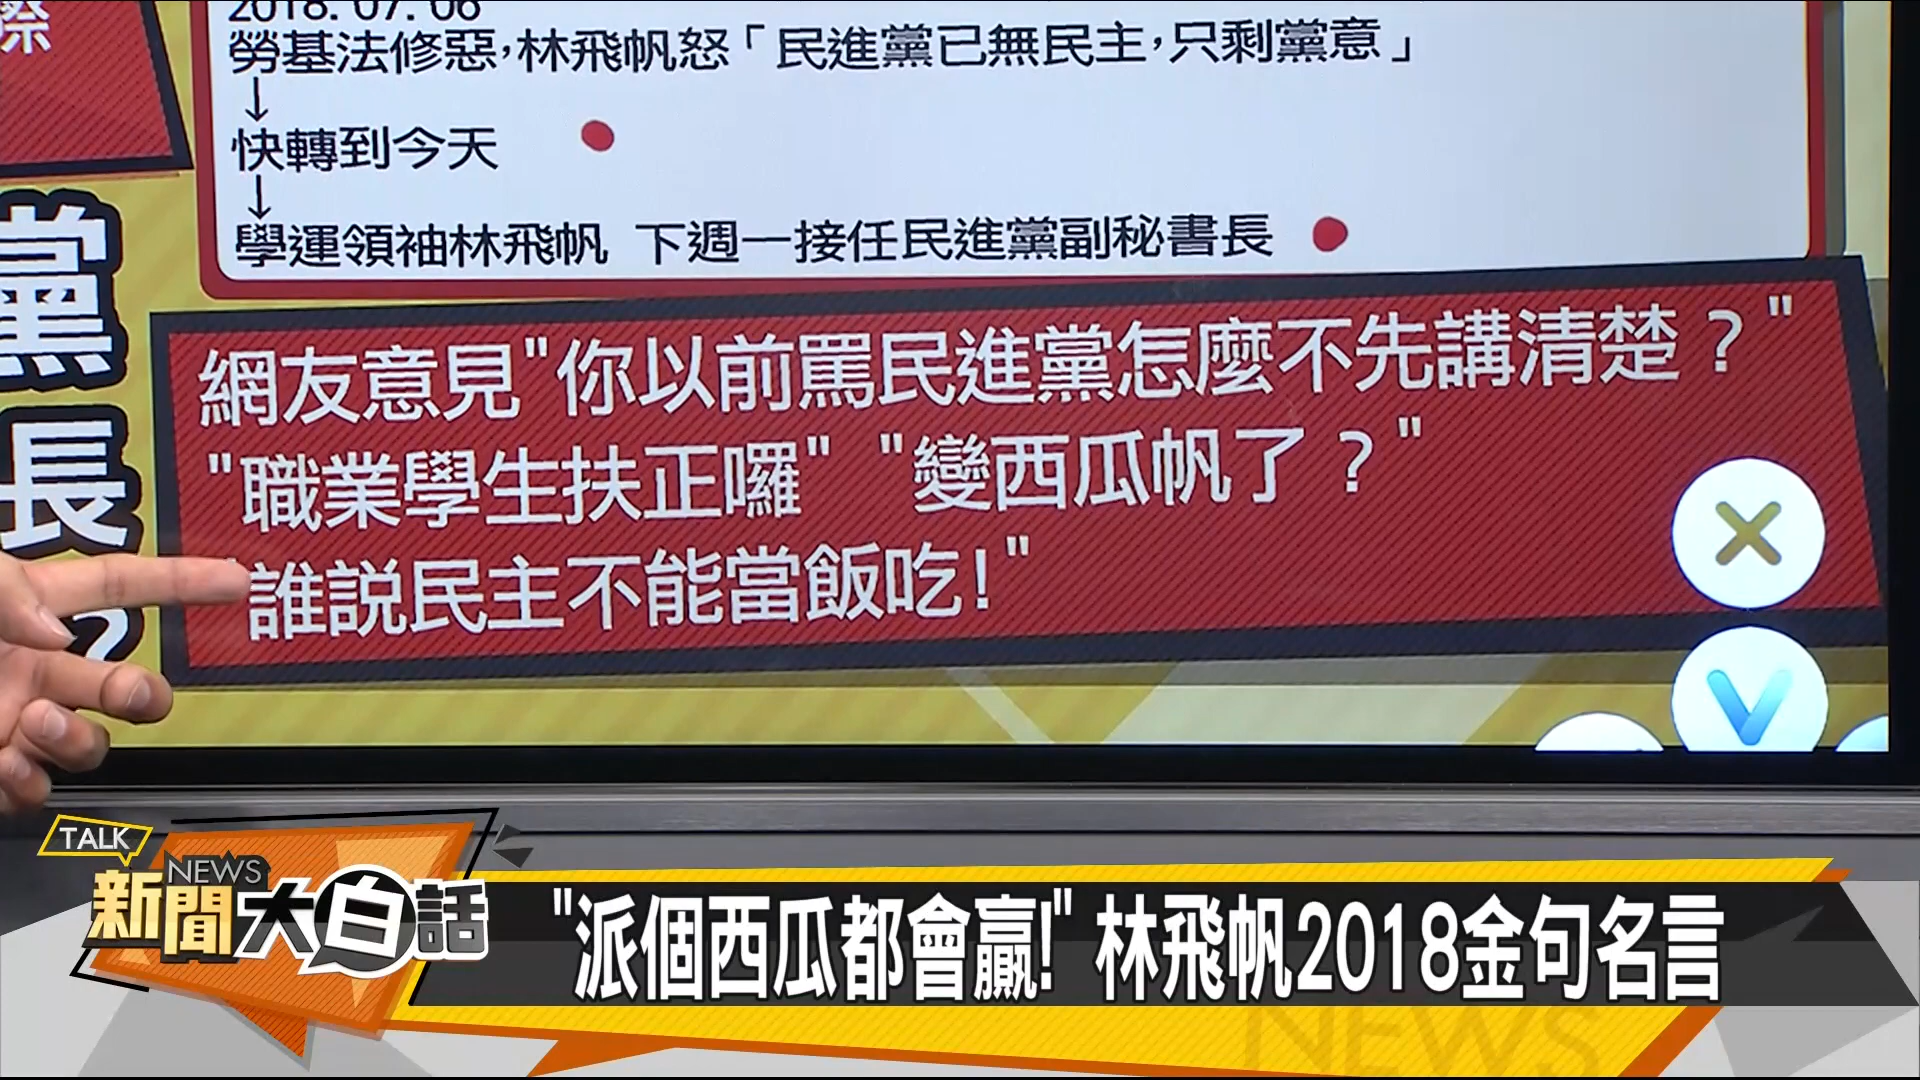 際
2018.07.06
勞基法修惡,林飛帆怒「民進黨已無民主,只剩黨意」
↓
快轉到今天
↓
學運領袖林飛帆 下週一接任民進黨副秘書長
黨
長
?
網友意見"你以前罵民進黨怎麼不先講清楚?"
"職業學生扶正囉" "變西瓜帆了?"
"誰説民主不能當飯吃!"
TALK
NEWS
新聞大白話
"派個西瓜都會贏!" 林飛帆2018金句名言
NEWS